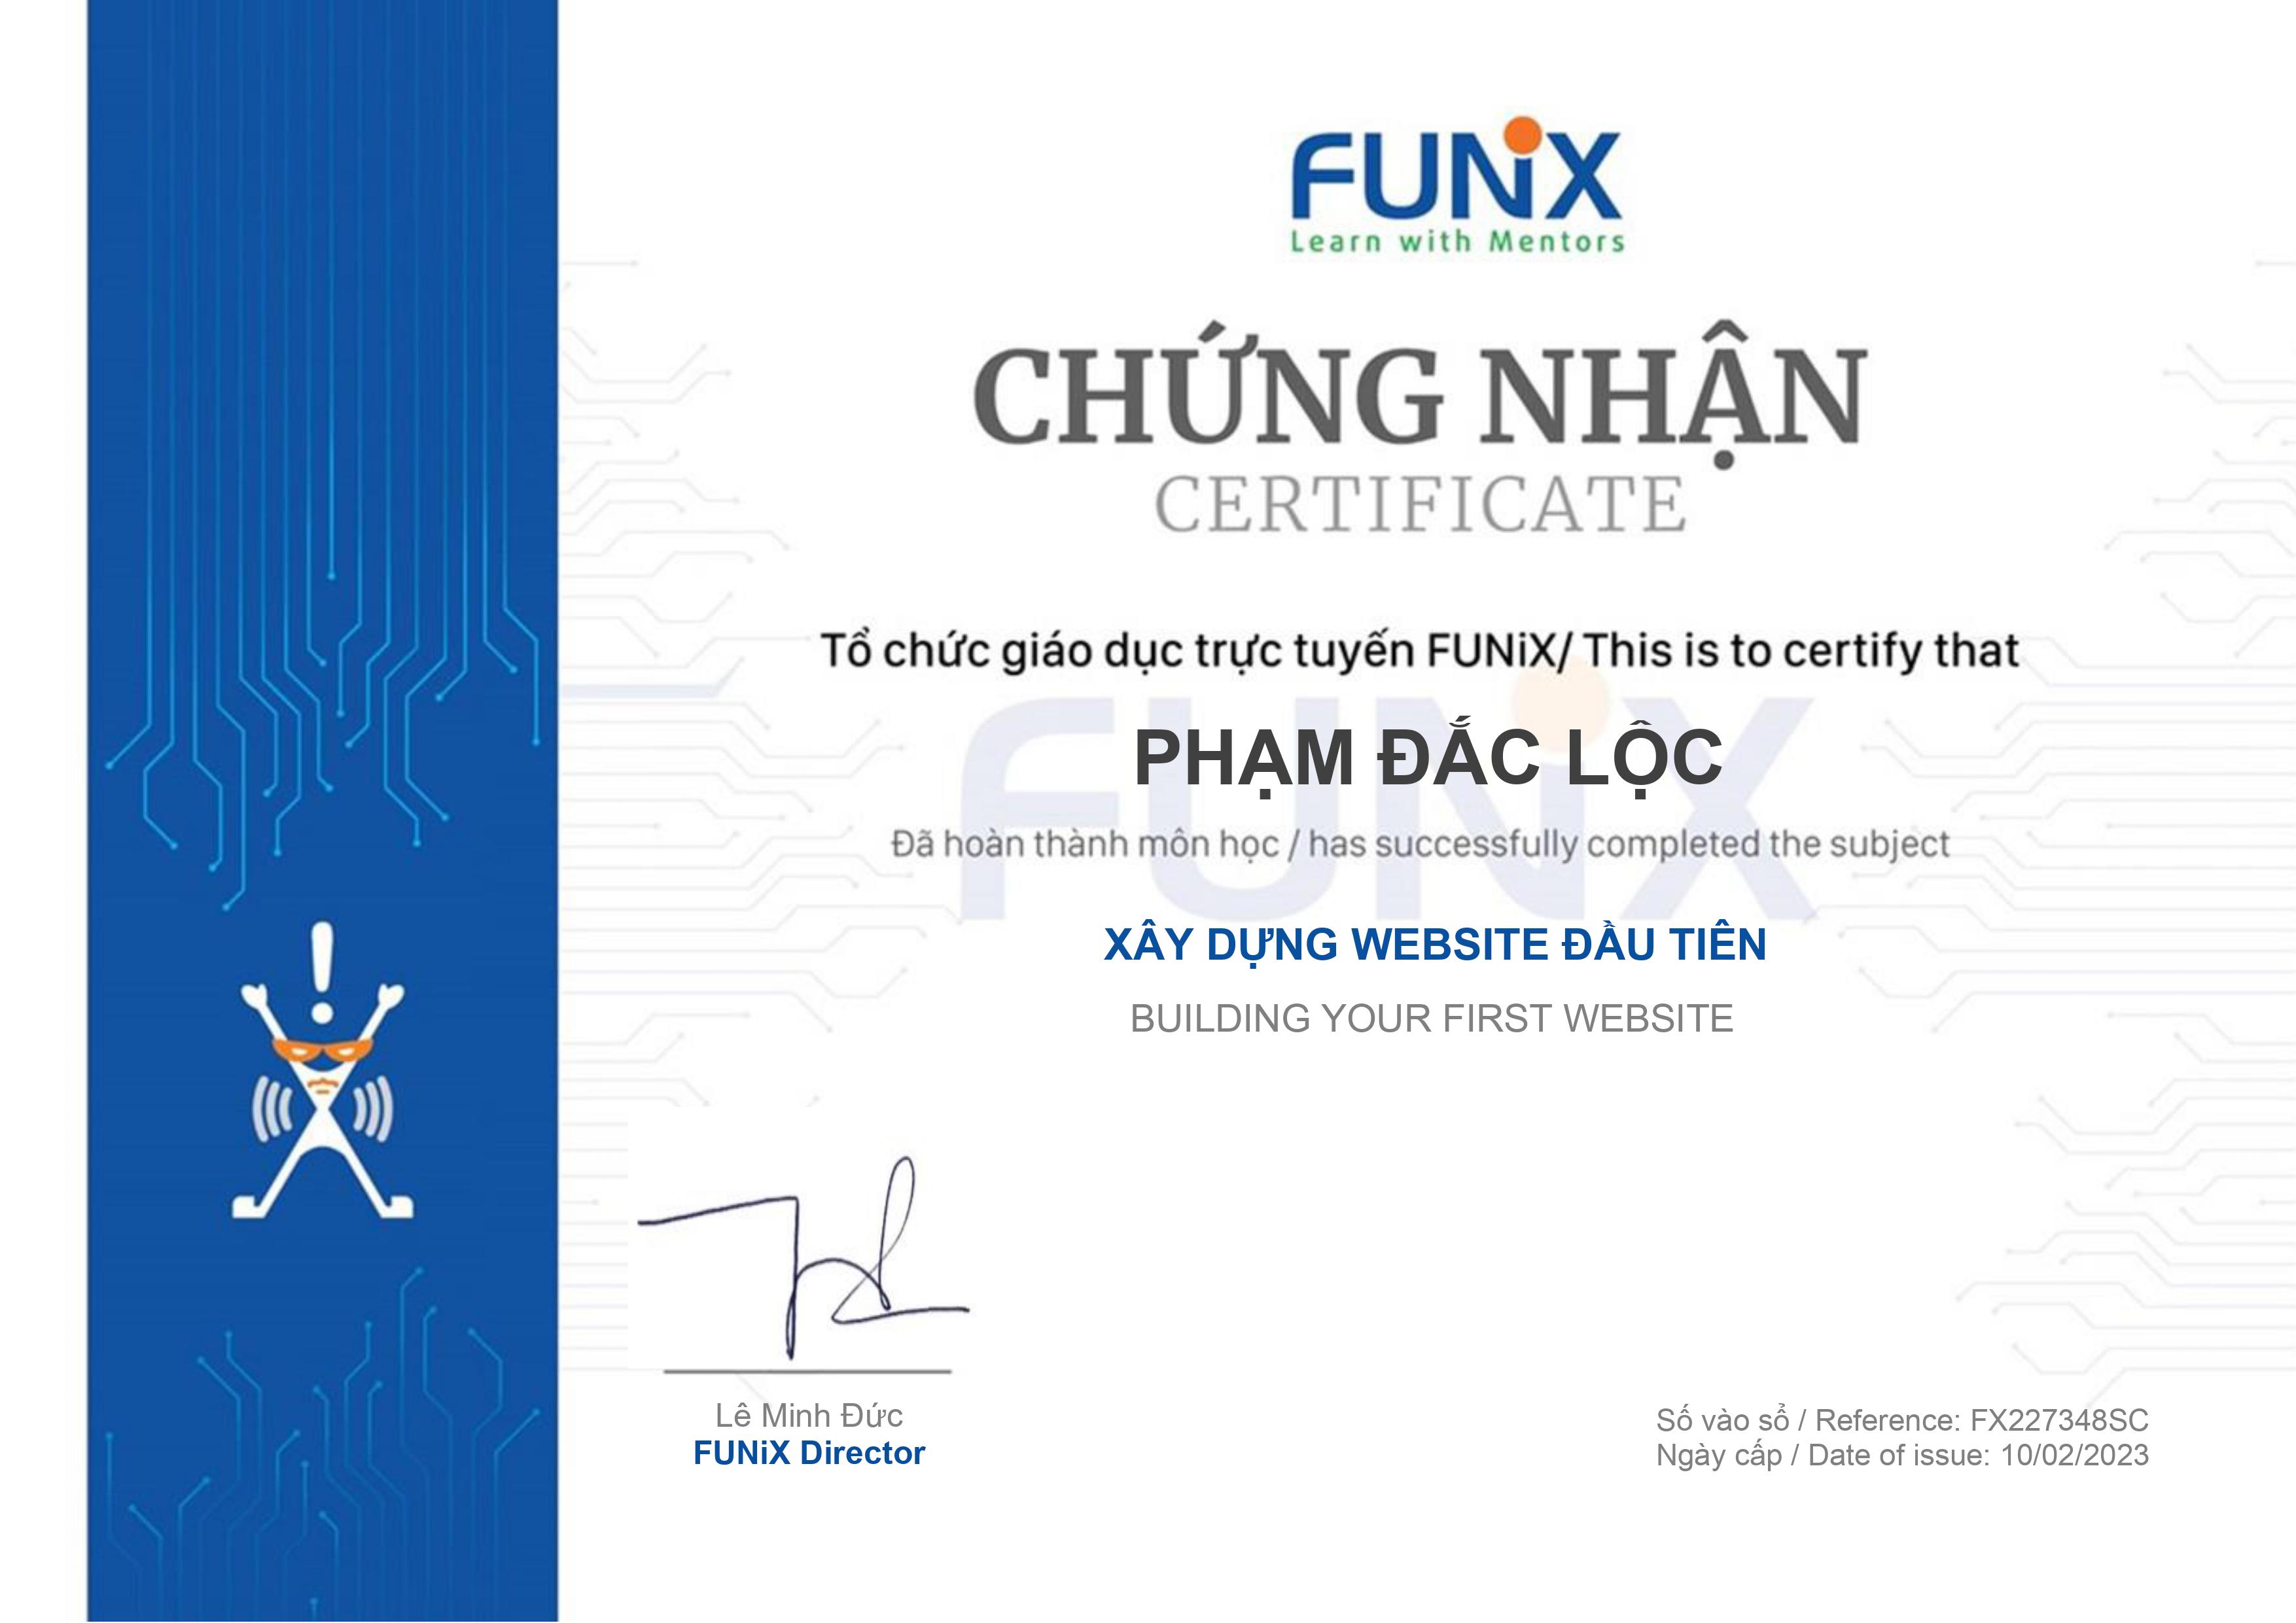 FUNiX
Learn with Mentors
CHỨNG NHẬN
CERTIFICATE
Tổ chức giáo dục trực tuyến FUNiX/ This is to certify that
PHẠM ĐẮC LỘC
Đã hoàn thành môn học / has successfully completed the subject
XÂY DỰNG WEBSITE ĐẦU TIÊN
BUILDING YOUR FIRST WEBSITE
Lê Minh Đức
FUNiX Director
Số vào sổ / Reference: FX227348SC
Ngày cấp / Date of issue: 10/02/2023